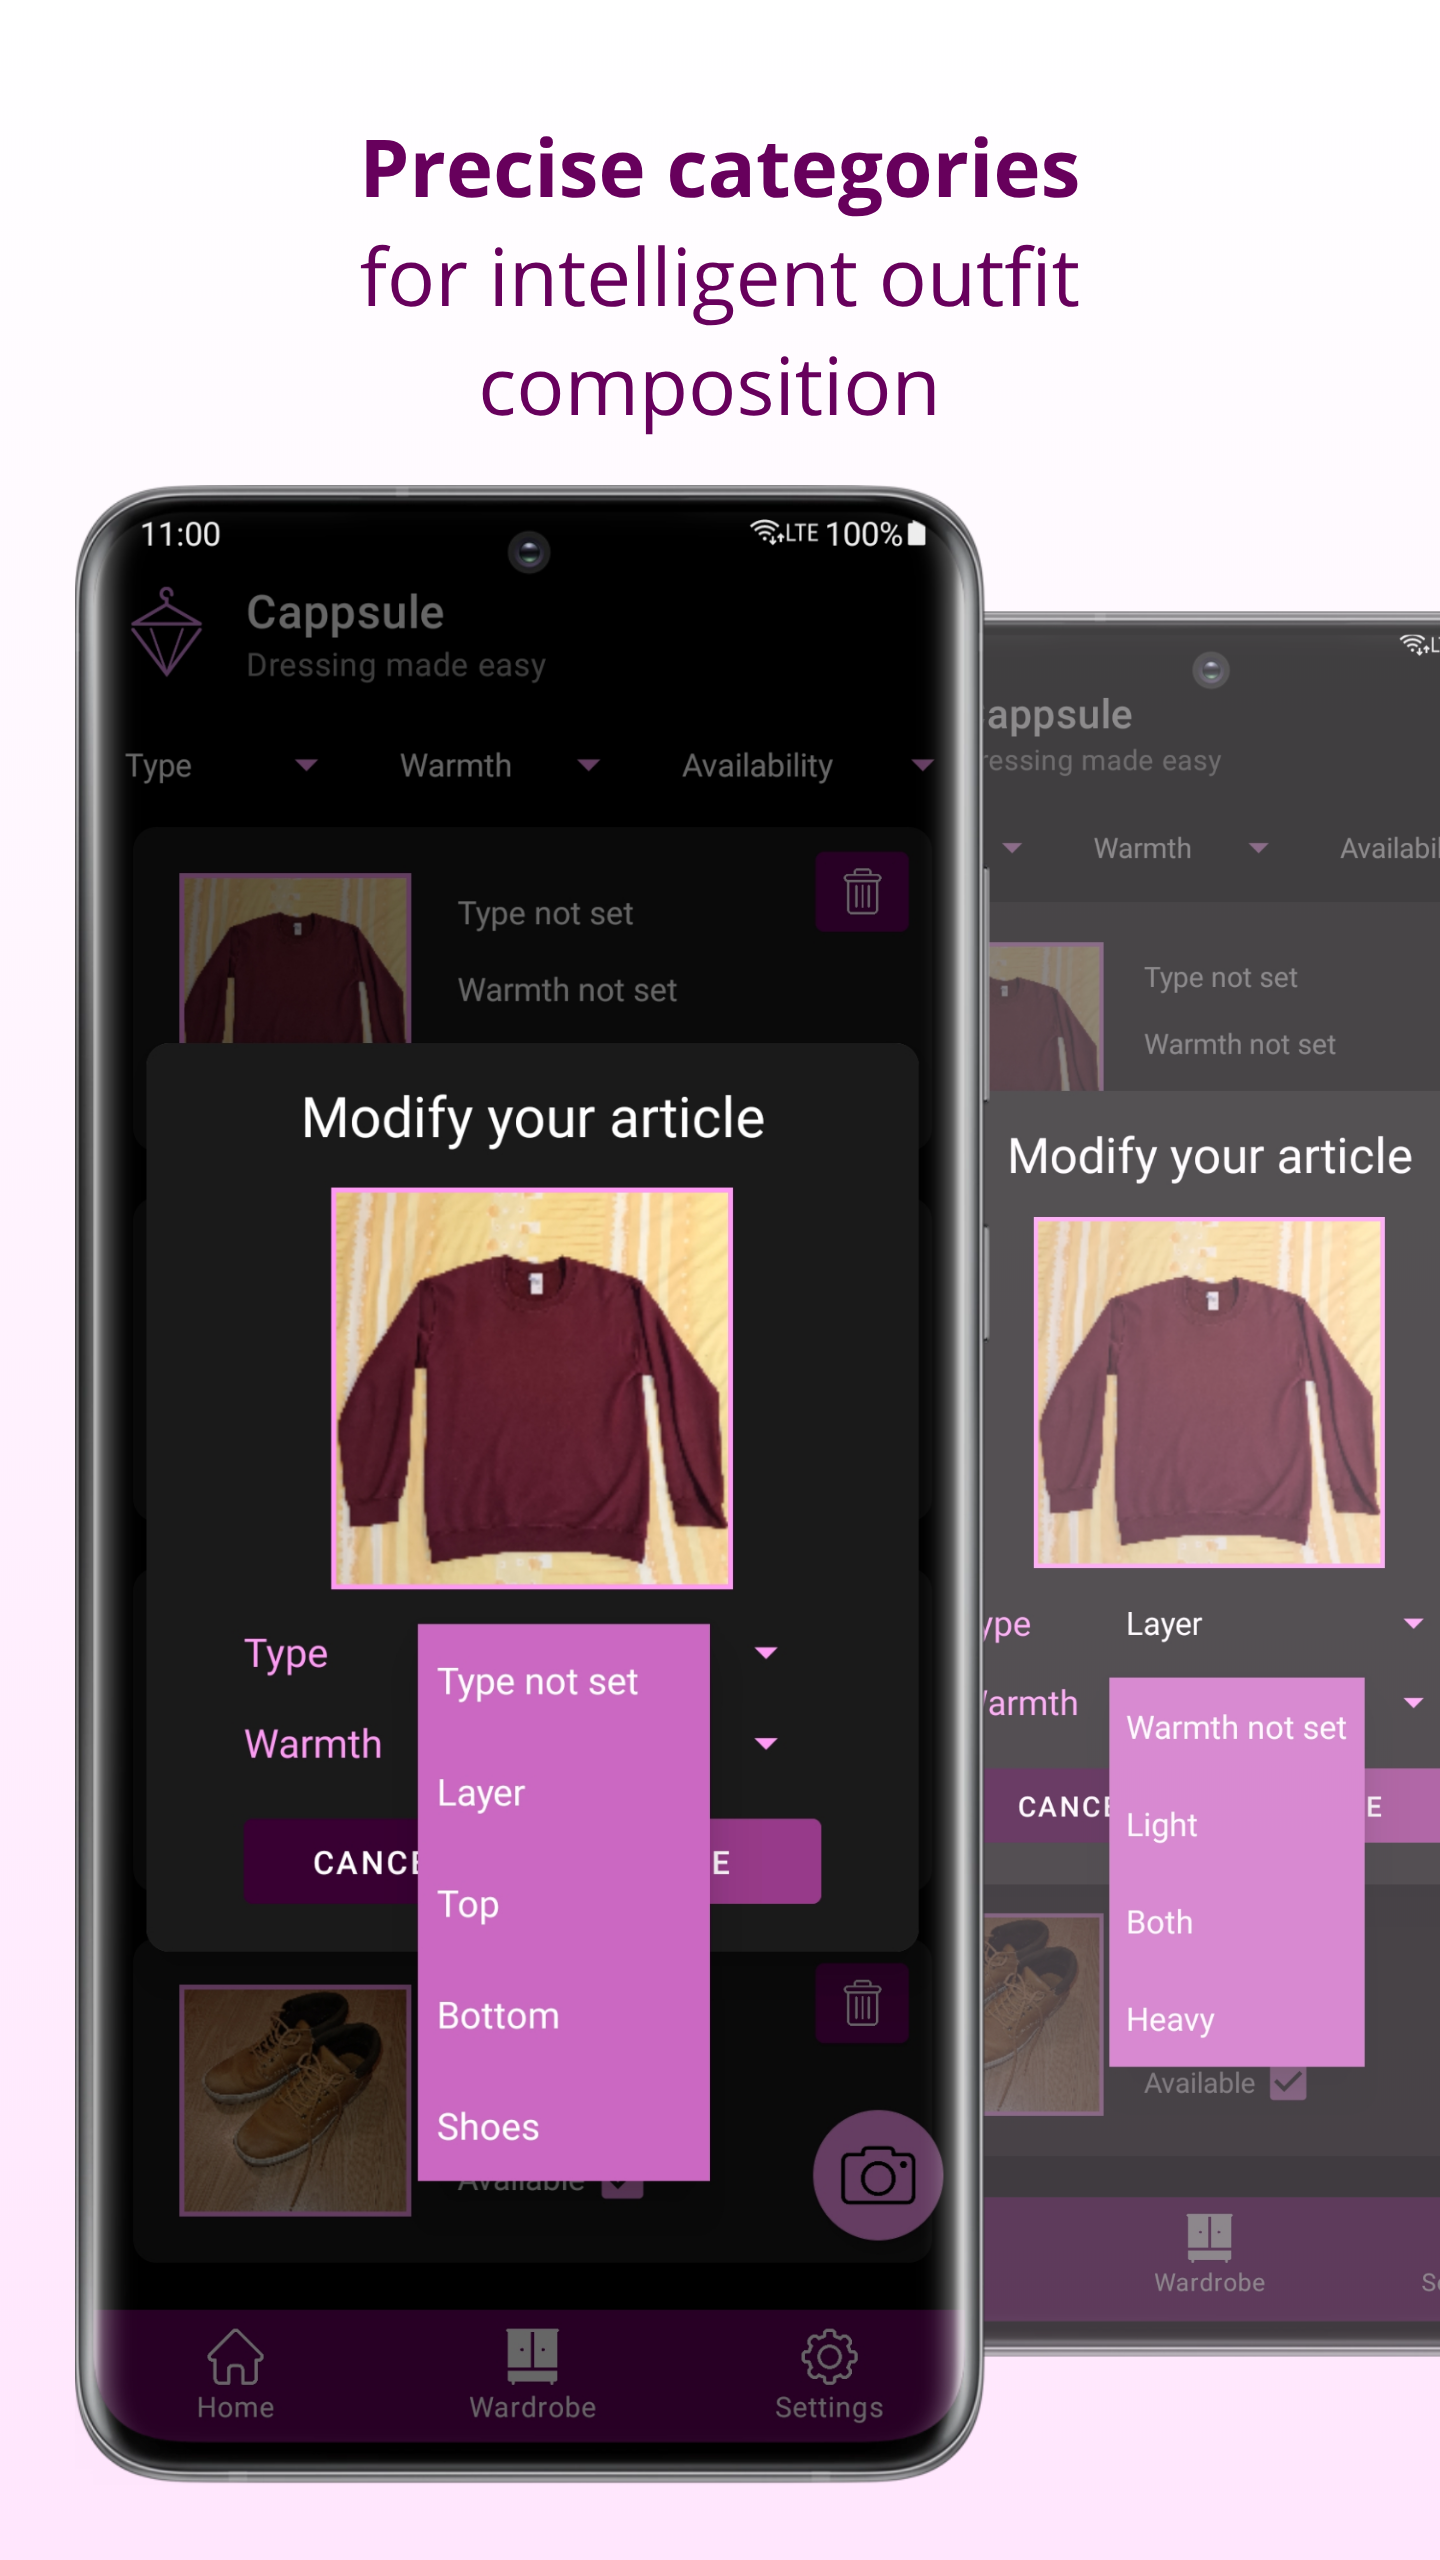 Precise categories
for intelligent outfit
composition
11:00
LTE 100%
Cappsule
Dressing made easy
Type
Warmth
Availability
Type not set
Warmth not set
Modify your article
Type
Type not set
Warmth
Layer
Top
Bottom
Shoes
Available
Home
Wardrobe
Settings
appsule
ressing made easy
Warmth
Type not set
Warmth not set
Modify your article
ype
Layer
armth
Warmth not set
Light
Both
Heavy
Available
Wardrobe